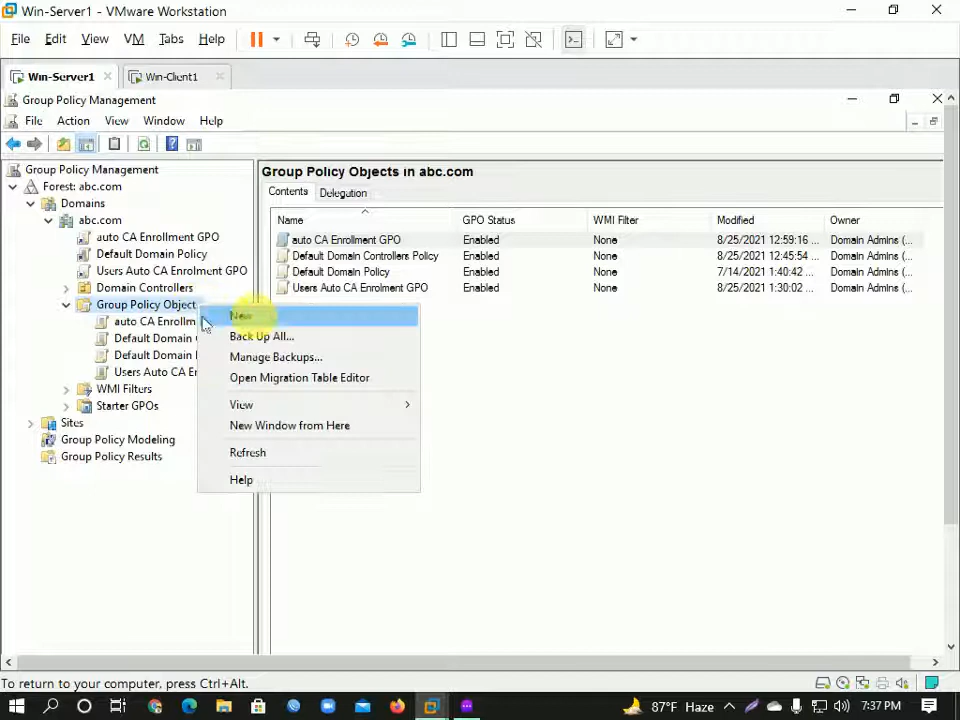 Win-Server1 - VMware Workstation
File Edit View VM Tabs Help
Win-Server1 Win-Client1
Group Policy Management
File Action View Window Help
Group Policy Management
Forest: abc.com
Domains
abc.com
auto CA Enrollment GPO
Default Domain Policy
Users Auto CA Enrolment GPO
Domain Controllers
Group Policy Object
auto CA Enrollm
Default Domain
Default Domain
Users Auto CA E
WMI Filters
Starter GPOs
Sites
Group Policy Modeling
Group Policy Results
New
Back Up All...
Manage Backups...
Open Migration Table Editor
View
New Window from Here
Refresh
Help
Group Policy Objects in abc.com
Contents Delegation
Name GPO Status WMI Filter Modified Owner
auto CA Enrollment GPO Enabled None 8/25/2021 12:59:16 ... Domain Admins (...
Default Domain Controllers Policy Enabled None 8/25/2021 12:45:54 ... Domain Admins (...
Default Domain Policy Enabled None 7/14/2021 1:40:42 ... Domain Admins (...
Users Auto CA Enrolment GPO Enabled None 8/25/2021 1:30:02 ... Domain Admins (...
To return to your computer, press Ctrl+Alt.
87°F Haze 7:37 PM